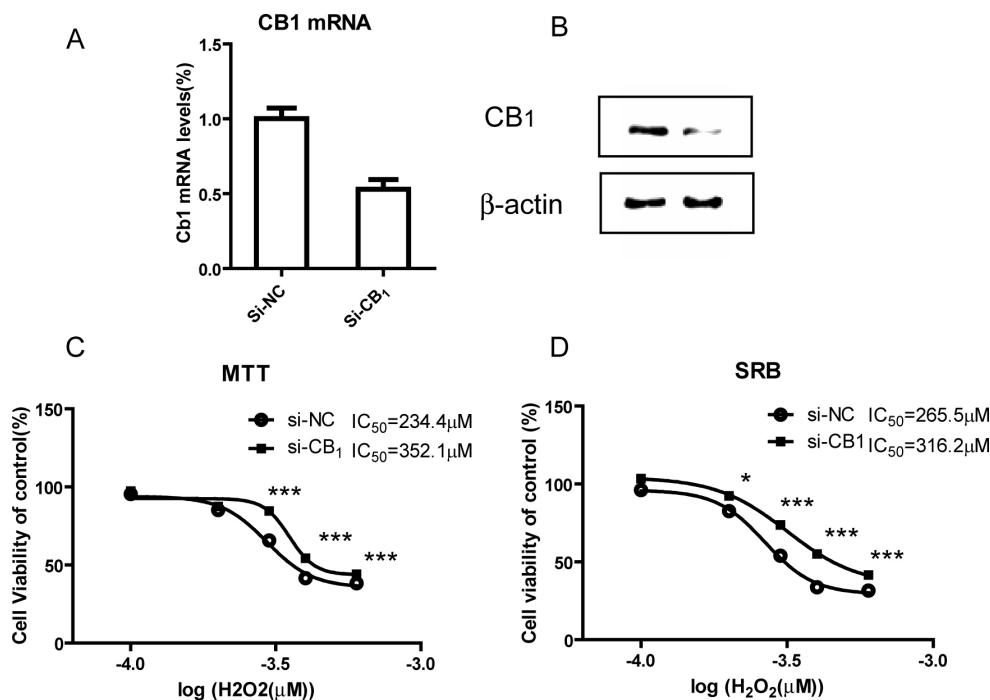 A
CB1 mRNA
Cb1 mRNA levels(%)
1.5
1.0
0.5
0.0
Si-NC
Si-CB₁
B
CB1
β-actin
C
MTT
Cell Viability of control(%)
150
100
50
0
si-NC IC₅₀=234.4μM
si-CB₁ IC₅₀=352.1μM
***
***
***
-4.0
-3.5
-3.0
log (H2O2(μM))
D
SRB
Cell viability of control (%)
150
100
50
0
si-NC IC₅₀=265.5μM
si-CB1 IC₅₀=316.2μM
*
***
***
***
-4.0
-3.5
-3.0
log (H₂O₂(μM))